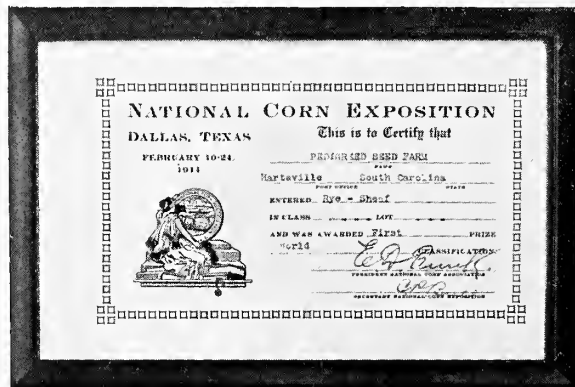 NATIONAL CORN EXPOSITION
DALLAS, TEXAS
FEBRUARY 10-24,
1914
This is to Certify that
PEDIGREED SEED FARM
NAME
Hartsville South Carolina
POST OFFICE STATE
ENTERED Rye - Sheaf
IN CLASS LOT
AND WAS AWARDED First PRIZE
World CLASSIFICATION
PRESIDENT NATIONAL CORN ASSOCIATION
SECRETARY NATIONAL CORN EXPOSITION